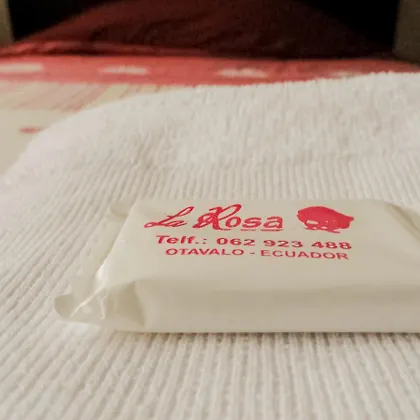 La Rosa
Telf.: 062 923 488
OTAVALO - ECUADOR